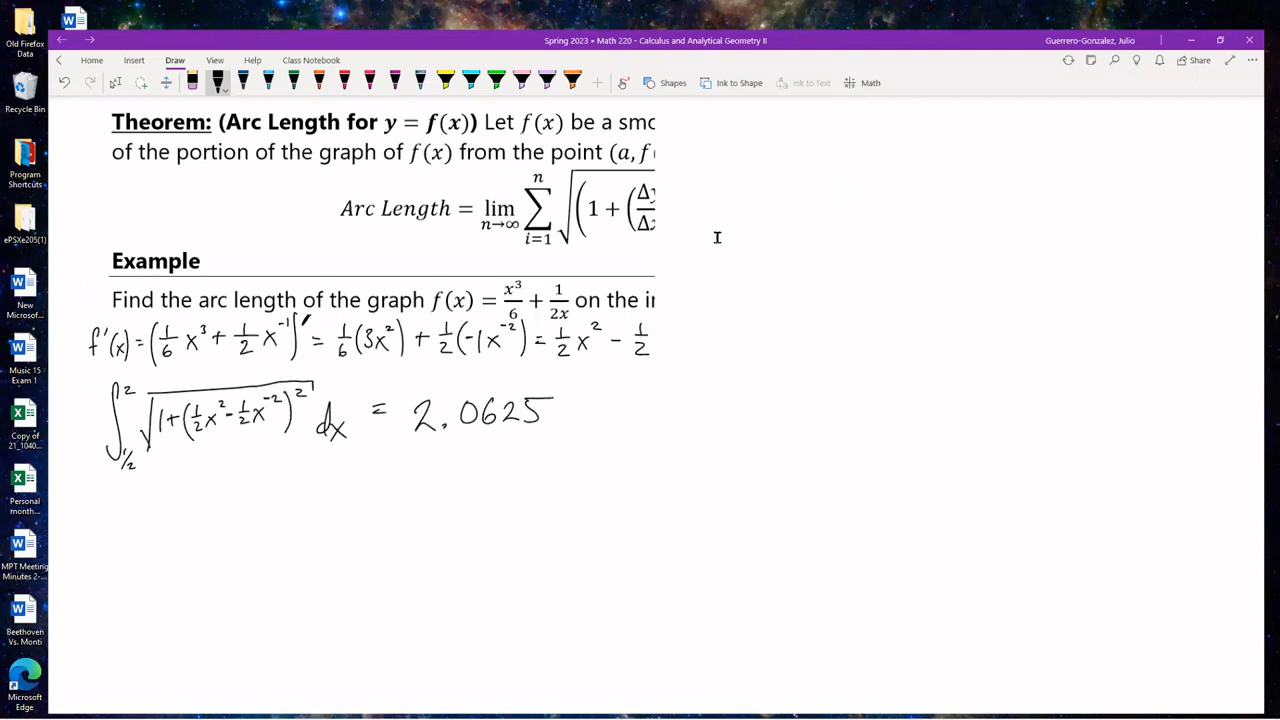 Old Firefox Data
Recycle Bin
Program Shortcuts
ePSXe205(1)
New Microsof...
Music 15 Exam 1
Copy of 21_1040...
Personal month...
MPT Meeting Minutes 2-...
Beethoven Vs. Monti
Microsoft Edge
Spring 2023 • Math 220 - Calculus and Analytical Geometry II
Guerrero-Gonzalez, Julio
Home Insert Draw View Help Class Notebook
Share
Shapes Ink to Shape Ink to Text Math
Theorem: (Arc Length for y = f(x)) Let f(x) be a smo
of the portion of the graph of f(x) from the point (a, f(
Arc Length = lim n→∞ ∑ i=1 n √((1 + (Δy/Δx
Example
Find the arc length of the graph f(x) = x³/6 + 1/2x on the in
f'(x) = (1/6 x³ + 1/2 x⁻¹)' = 1/6(3x²) + 1/2(-1x⁻²) = 1/2 x² - 1/2
∫_{1/2}^{2} √(1+(1/2x²-1/2x⁻²)²) dx = 2.0625